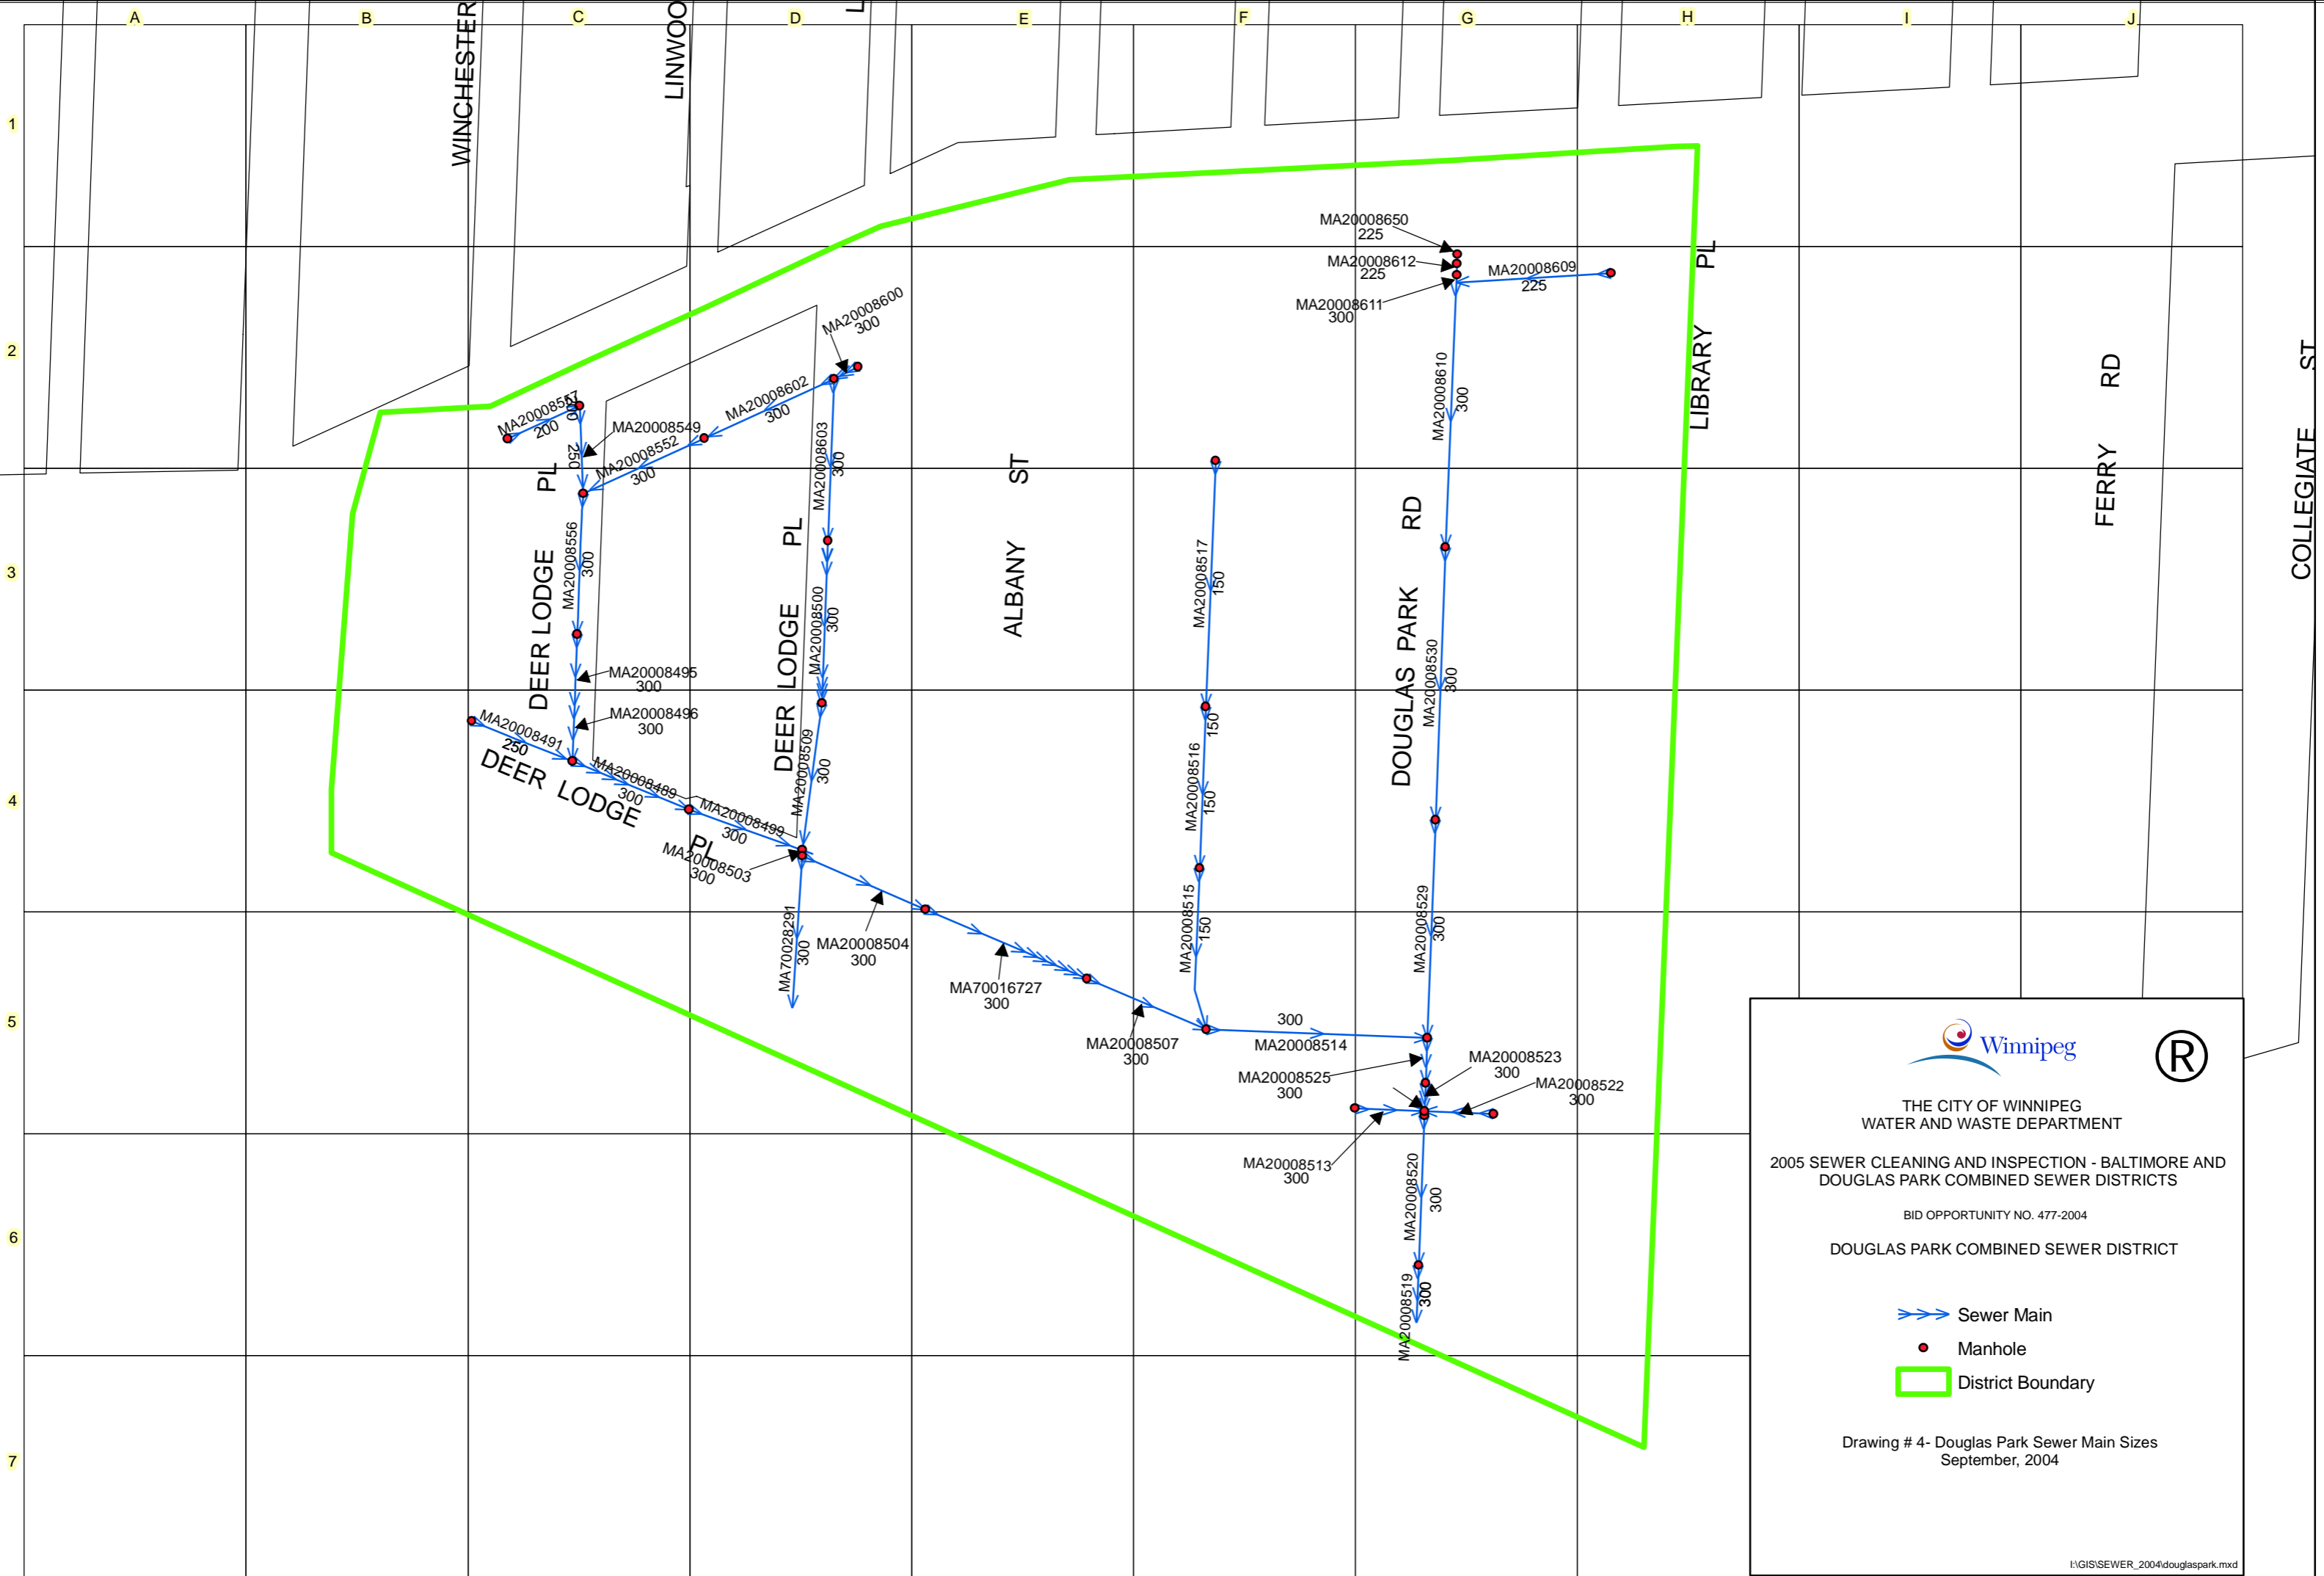 A B C D E F G H I J
1
2
3
4
5
6
7
WINCHESTER
LINWOO
L
MA20008650
225
MA20008612
225
MA20008611
300
MA20008609
225
MA20008610
300
LIBRARY PL
FERRY RD
COLLEGIATE ST
MA20008600
300
MA20008602
300
MA20008557
200
MA20008549
250
MA20008552
300
MA20008603
300
DEER LODGE PL
MA20008556
300
DEER LODGE PL
MA20008500
300
ALBANY ST
MA20008517
150
DOUGLAS PARK RD
MA20008530
300
MA20008495
300
MA20008496
300
MA20008491
250
DEER LODGE PL
MA20008489
300
MA20008499
300
MA20008509
300
MA20008503
300
150
MA20008516
150
MA20008515
150
MA20008529
300
MA70028291
300
MA20008504
300
MA70016727
300
MA20008507
300
300
MA20008514
MA20008525
300
MA20008523
300
MA20008522
300
MA20008513
300
MA20008520
300
MA20008519
300
Winnipeg
®
THE CITY OF WINNIPEG
WATER AND WASTE DEPARTMENT
2005 SEWER CLEANING AND INSPECTION - BALTIMORE AND
DOUGLAS PARK COMBINED SEWER DISTRICTS
BID OPPORTUNITY NO. 477-2004
DOUGLAS PARK COMBINED SEWER DISTRICT
Sewer Main
Manhole
District Boundary
Drawing # 4- Douglas Park Sewer Main Sizes
September, 2004
I:\GIS\SEWER_2004\douglaspark.mxd